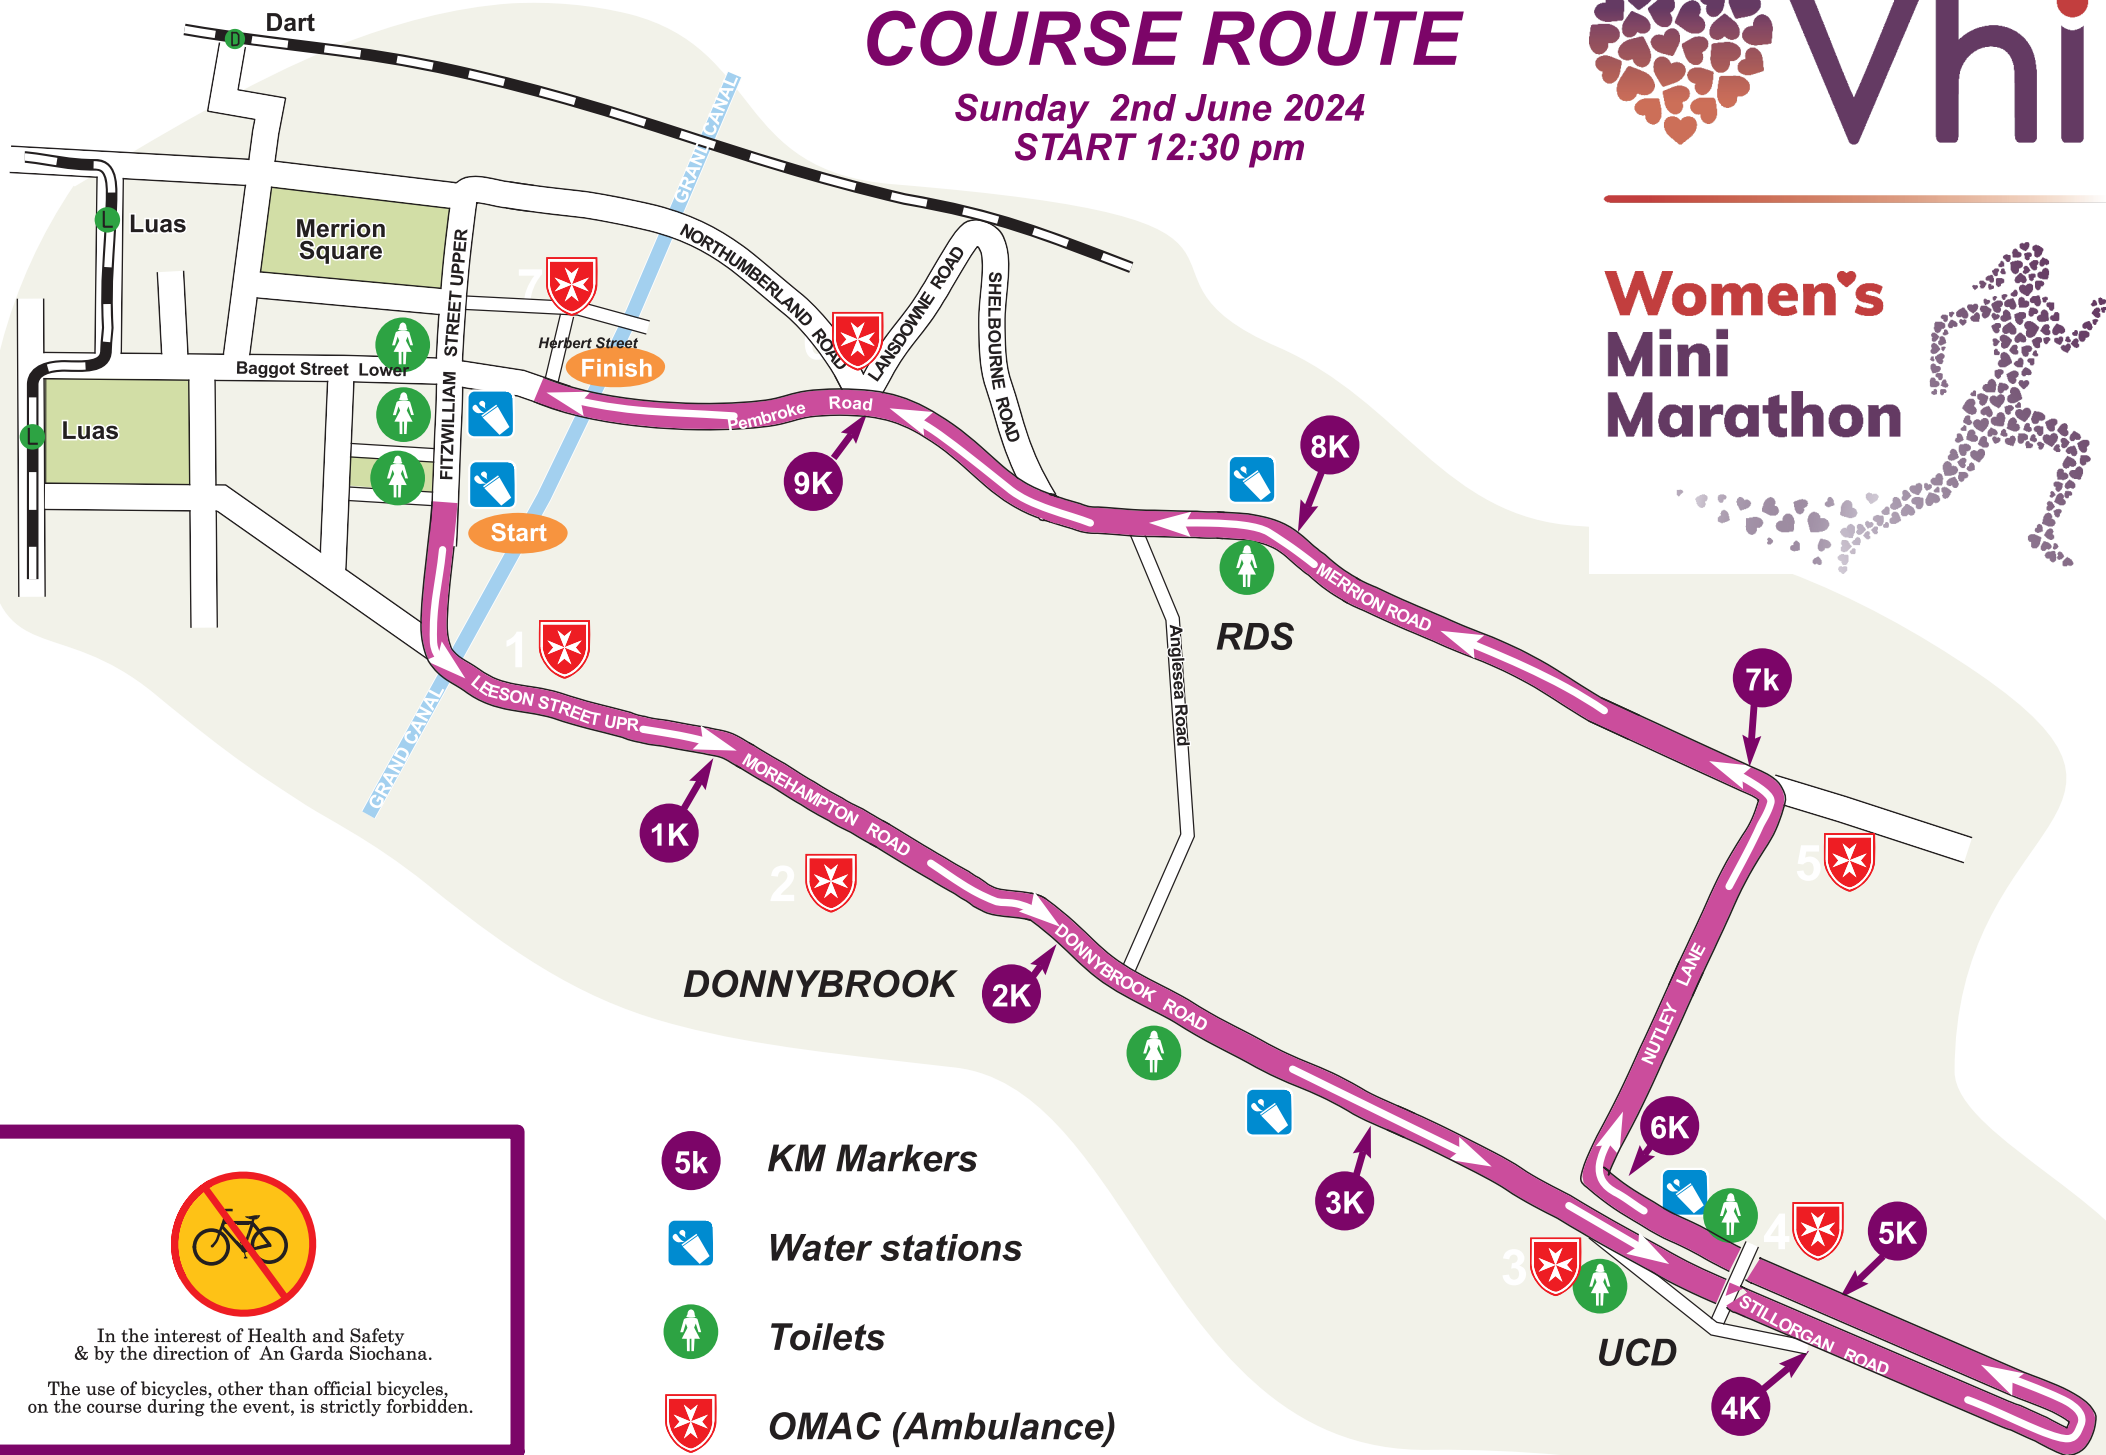 COURSE ROUTE
Sunday 2nd June 2024
START 12:30 pm
Vhi
Women's
Mini
Marathon
Dart
D
GRAND CANAL
L
Luas
Merrion
Square
FITZWILLIAM STREET UPPER
NORTHUMBERLAND ROAD
LANSDOWNE ROAD
SHELBOURNE ROAD
7
Herbert Street
Finish
Baggot Street Lower
Pembroke Road
L
Luas
9K
8K
Start
MERRION ROAD
RDS
Anglesea Road
1
LEESON STREET UPR
GRAND CANAL
7k
MOREHAMPTON ROAD
1K
2
5
DONNYBROOK
DONNYBROOK ROAD
2K
NUTLEY LANE
6K
3K
4
5K
3
STILLORGAN ROAD
UCD
4K
5k
KM Markers
Water stations
Toilets
OMAC (Ambulance)
In the interest of Health and Safety
& by the direction of An Garda Siochana.
The use of bicycles, other than official bicycles,
on the course during the event, is strictly forbidden.